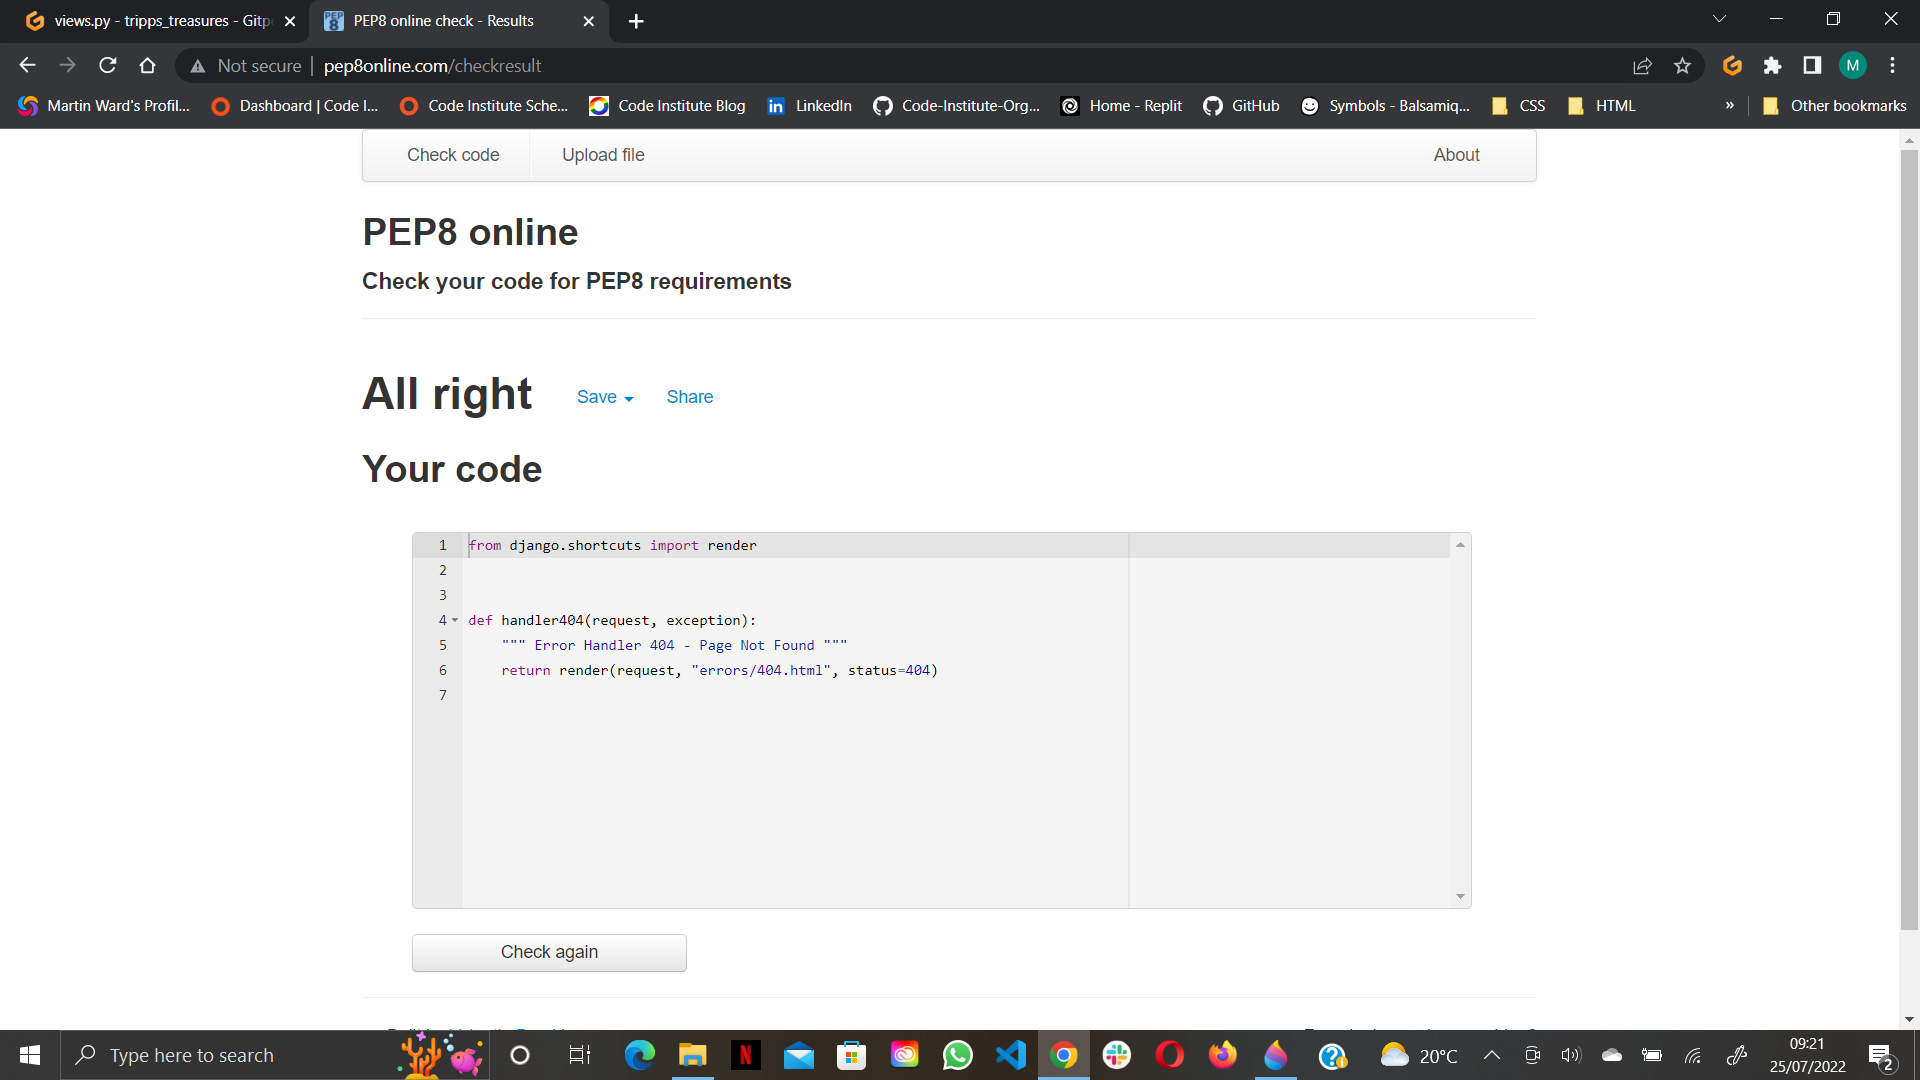 views.py - tripps_treasures - Gitp
PEP8 online check - Results
Not secure
pep8online.com/checkresult
M
Martin Ward's Profil...
Dashboard | Code I...
Code Institute Sche...
Code Institute Blog
LinkedIn
Code-Institute-Org...
Home - Replit
GitHub
Symbols - Balsamiq...
CSS
HTML
»
Other bookmarks
Check code
Upload file
About
PEP8 online
Check your code for PEP8 requirements
All right
Save
Share
Your code
1 from django.shortcuts import render
2
3
4 def handler404(request, exception):
5 """ Error Handler 404 - Page Not Found """
6 return render(request, "errors/404.html", status=404)
7
Check again
Type here to search
20°C
09:21
25/07/2022
2